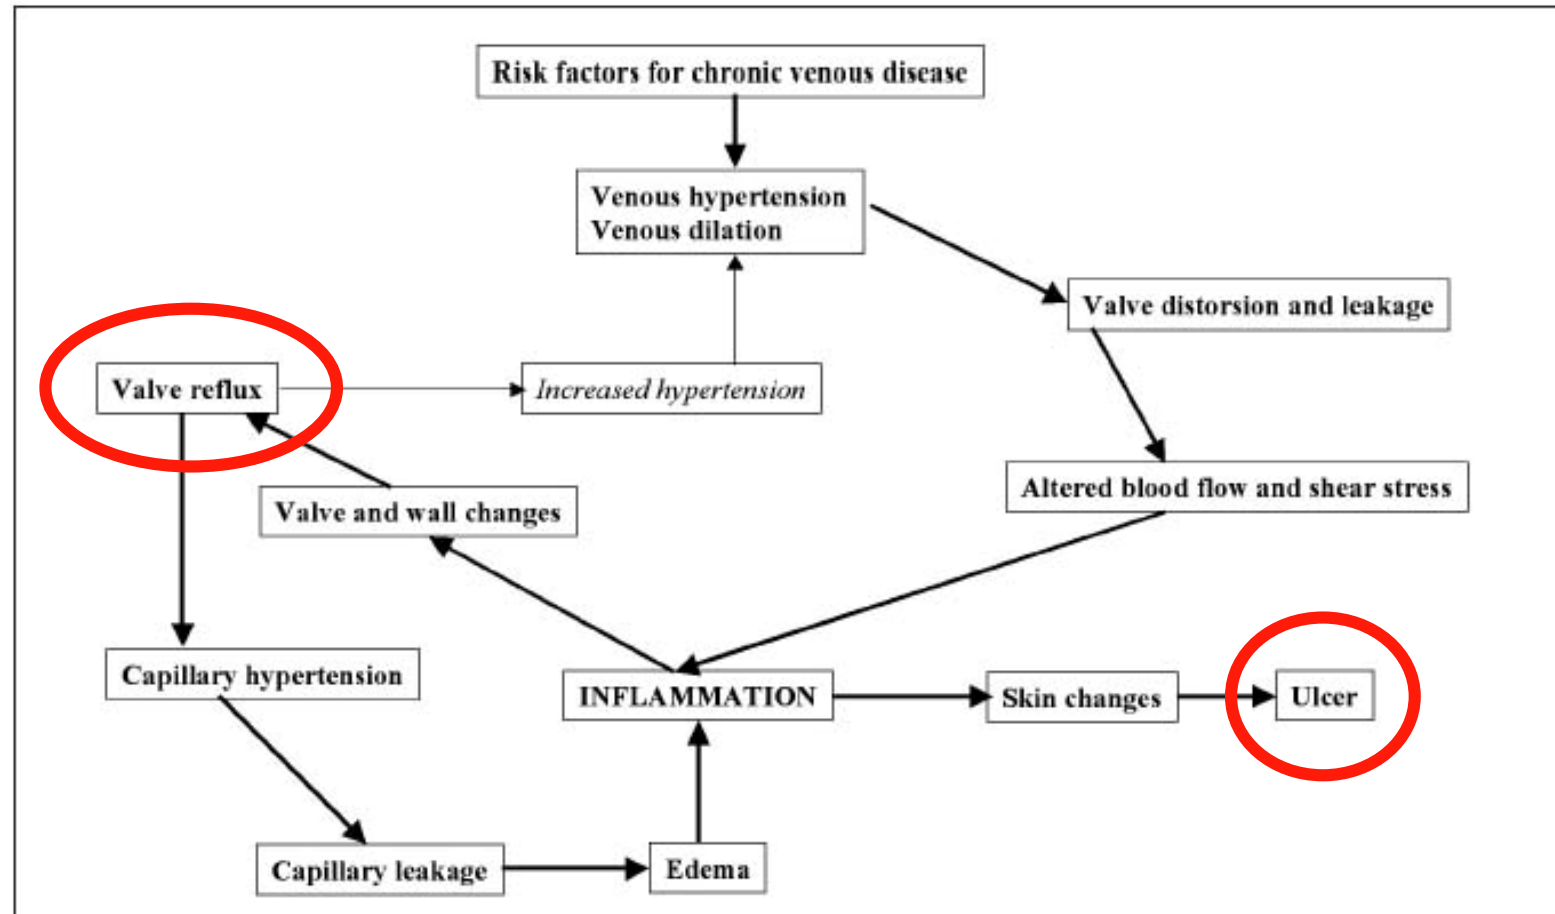 Risk factors for chronic venous disease
Venous hypertension
Venous dilation
Valve distorsion and leakage
Valve reflux
Increased hypertension
Altered blood flow and shear stress
Valve and wall changes
Capillary hypertension
INFLAMMATION
Skin changes
Ulcer
Capillary leakage
Edema